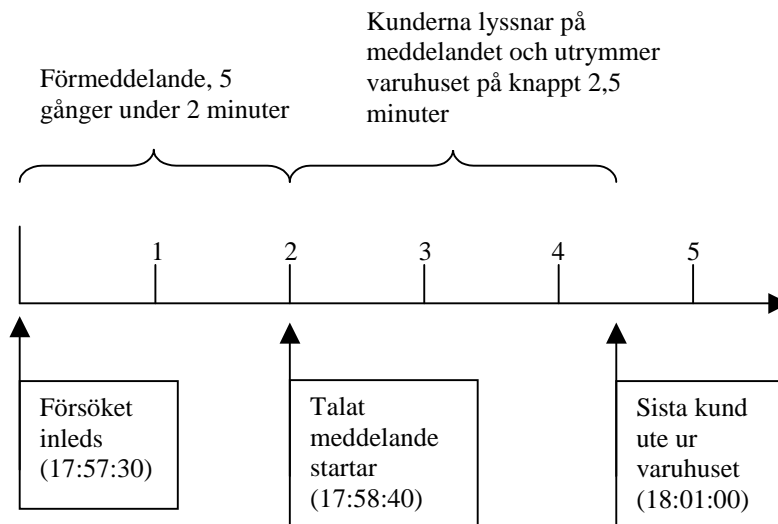 Kunderna lyssnar på
meddelandet och utrymmer
varuhuset på knappt 2,5
minuter
Förmeddelande, 5
gånger under 2 minuter
1
2
3
4
5
Försöket
inleds
(17:57:30)
Talat
meddelande
startar
(17:58:40)
Sista kund
ute ur
varuhuset
(18:01:00)